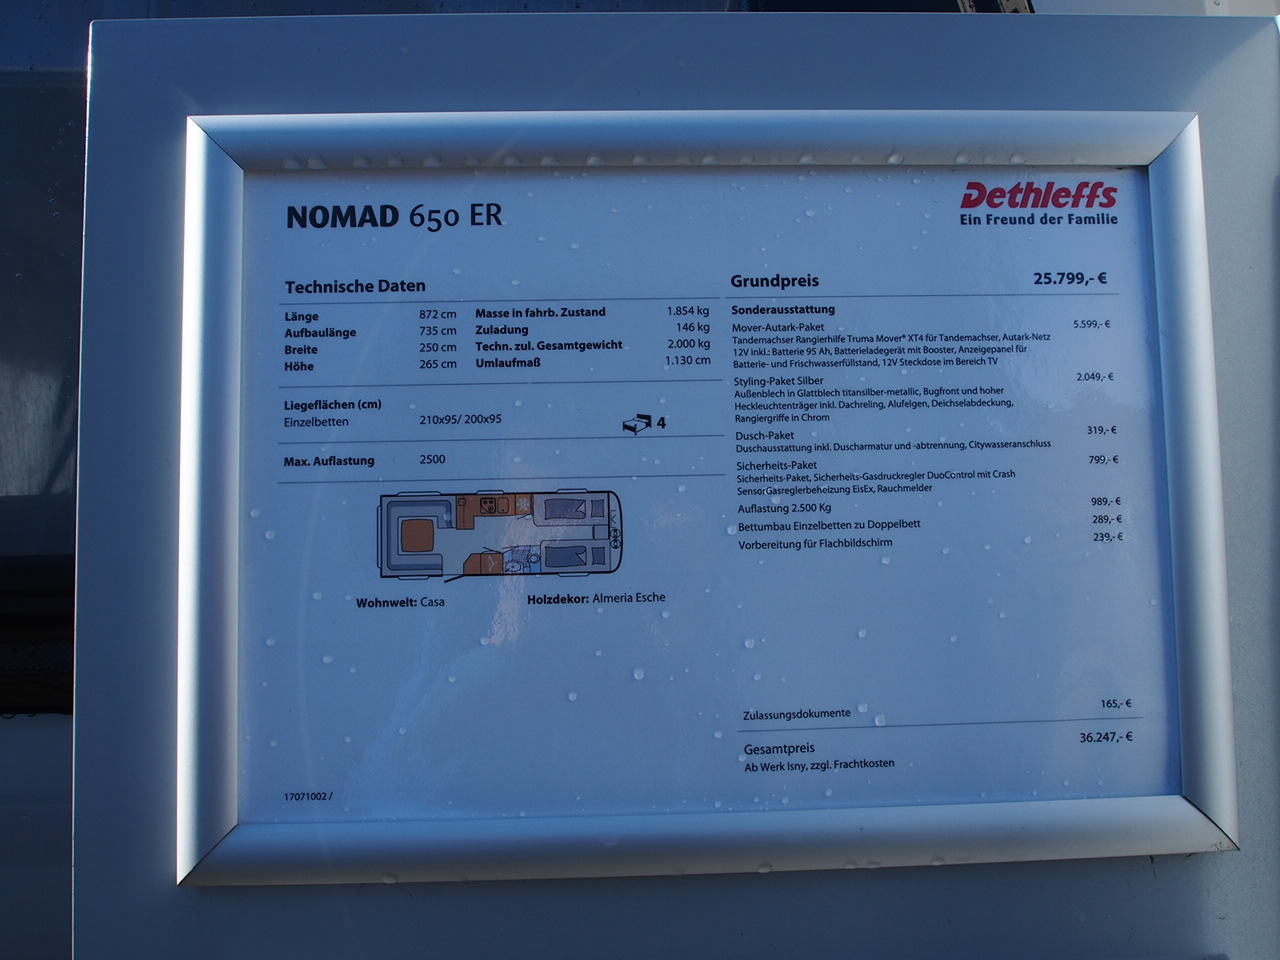 Dethleffs
Ein Freund der Familie
NOMAD 650 ER
Technische Daten
Länge 872 cm
Aufbaulänge 735 cm
Breite 250 cm
Höhe 265 cm
Masse in fahrb. Zustand 1.854 kg
Zuladung 146 kg
Techn. zul. Gesamtgewicht 2.000 kg
Umlaufmaß 1.130 cm
Liegeflächen (cm)
Einzelbetten 210x95/ 200x95
4
Max. Auflastung 2500
Wohnwelt: Casa Holzdekor: Almeria Esche
17071002 /
Grundpreis 25.799,- €
Sonderausstattung
Mover-Autark-Paket 5.599,- €
Tandemachser Rangierhilfe Truma Mover® XT4 für Tandemachser, Autark-Netz
12V inkl.: Batterie 95 Ah, Batterieladegerät mit Booster, Anzeigepanel für
Batterie- und Frischwasserfüllstand, 12V Steckdose im Bereich TV
Styling-Paket Silber 2.049,- €
Außenblech in Glattblech titansilber-metallic, Bugfront und hoher
Heckleuchtenträger inkl. Dachreling, Alufelgen, Deichselabdeckung,
Rangiergriffe in Chrom
Dusch-Paket 319,- €
Duschausstattung inkl. Duscharmatur und -abtrennung, Citywasseranschluss
Sicherheits-Paket 799,- €
Sicherheits-Paket, Sicherheits-Gasdruckregler DuoControl mit Crash
SensorGasreglerbeheizung EisEx, Rauchmelder
Auflastung 2.500 Kg 989,- €
Bettumbau Einzelbetten zu Doppelbett 289,- €
Vorbereitung für Flachbildschirm 239,- €
Zulassungsdokumente 165,- €
Gesamtpreis 36.247,- €
Ab Werk Isny, zzgl. Frachtkosten